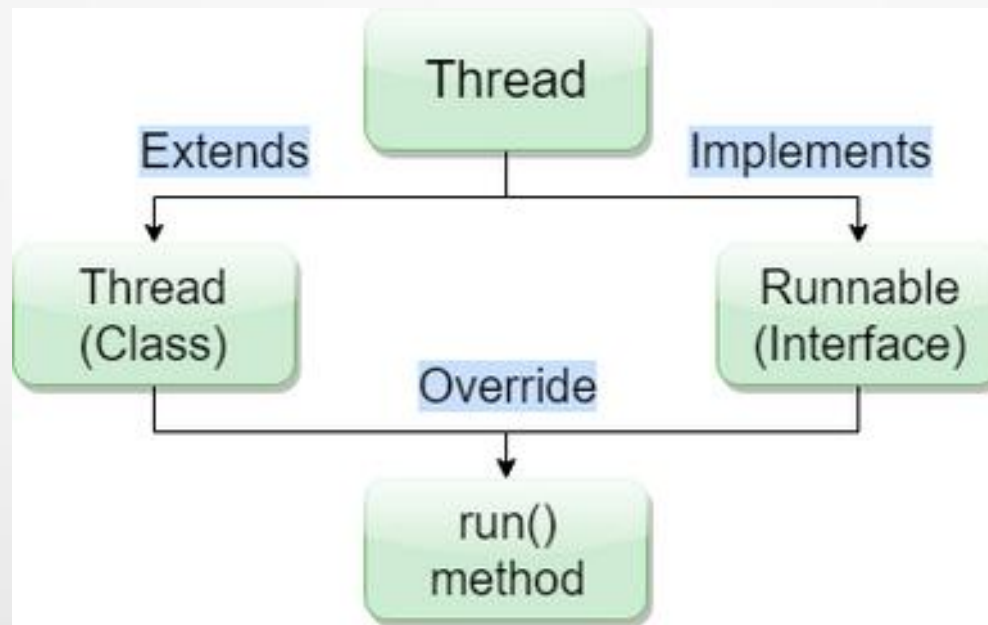 Thread
Extends
Implements
Thread
(Class)
Runnable
(Interface)
Override
run()
method